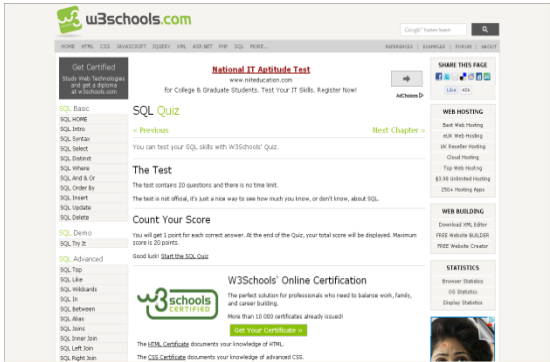 w3schools.com
Google™ Custom Search
HOME HTML CSS JAVASCRIPT JQUERY XML ASP.NET PHP SQL MORE...
REFERENCES | EXAMPLES | FORUM | ABOUT
Get Certified
Study Web Technologies
and get a diploma
at w3schools.com
SQL Basic
SQL HOME
SQL Intro
SQL Syntax
SQL Select
SQL Distinct
SQL Where
SQL And & Or
SQL Order By
SQL Insert
SQL Update
SQL Delete
SQL Demo
SQL Try It
SQL Advanced
SQL Top
SQL Like
SQL Wildcards
SQL In
SQL Between
SQL Alias
SQL Joins
SQL Inner Join
SQL Left Join
SQL Right Join
National IT Aptitude Test
www.niiteducation.com
for College & Graduate Students. Test Your IT Skills. Register Now!
AdChoices
SQL Quiz
« Previous
Next Chapter »
You can test your SQL skills with W3Schools' Quiz.
The Test
The test contains 20 questions and there is no time limit.
The test is not official, it's just a nice way to see how much you know, or don't know, about SQL.
Count Your Score
You will get 1 point for each correct answer. At the end of the Quiz, your total score will be displayed. Maximum
score is 20 points.
Good luck! Start the SQL Quiz
w3schools
CERTIFIED
W3Schools' Online Certification
The perfect solution for professionals who need to balance work, family,
and career building.
More than 10 000 certificates already issued!
Get Your Certificate »
The HTML Certificate documents your knowledge of HTML.
The CSS Certificate documents your knowledge of advanced CSS.
SHARE THIS PAGE
Like
WEB HOSTING
Best Web Hosting
eUK Web Hosting
UK Reseller Hosting
Cloud Hosting
Top Web Hosting
$3.98 Unlimited Hosting
250+ Hosting Apps
WEB BUILDING
Download XML Editor
FREE Website BUILDER
FREE Website Creator
STATISTICS
Browser Statistics
OS Statistics
Display Statistics